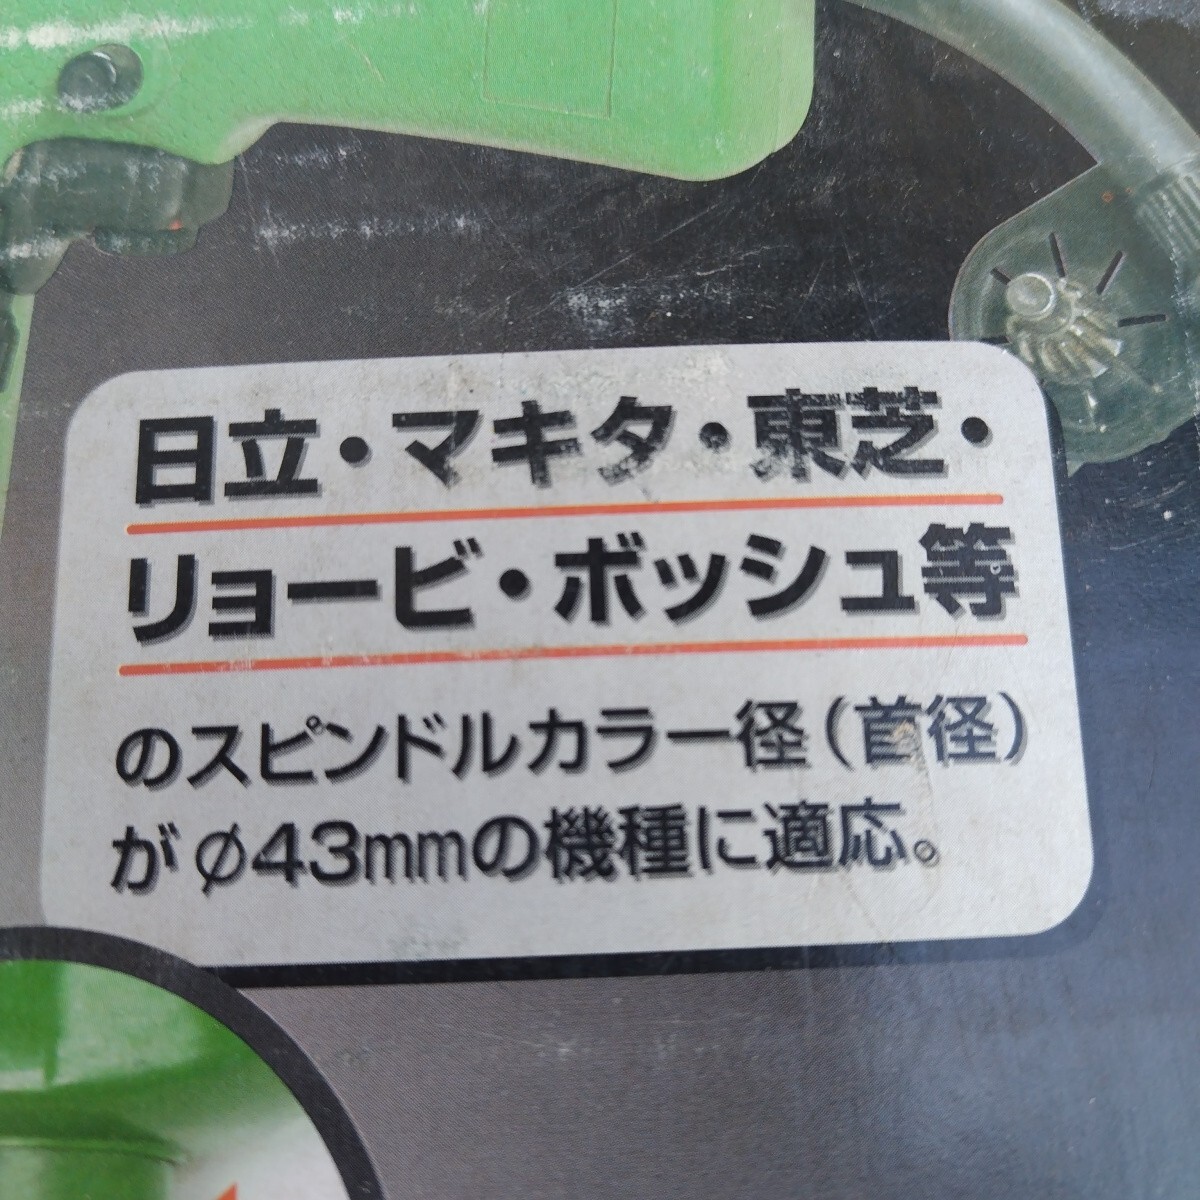 日立・マキタ・東芝・
リョービ・ボッシュ等
のスピンドルカラー径(首径)
がφ43mmの機種に適応。